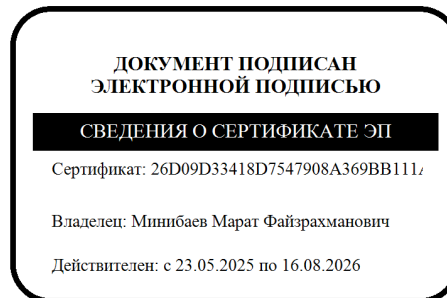 ДОКУМЕНТ ПОДПИСАН
ЭЛЕКТРОННОЙ ПОДПИСЬЮ
СВЕДЕНИЯ О СЕРТИФИКАТЕ ЭП
Сертификат: 26D09D33418D7547908A369BB111
Владелец: Минибаев Марат Файзрахманович
Действителен: с 23.05.2025 по 16.08.2026